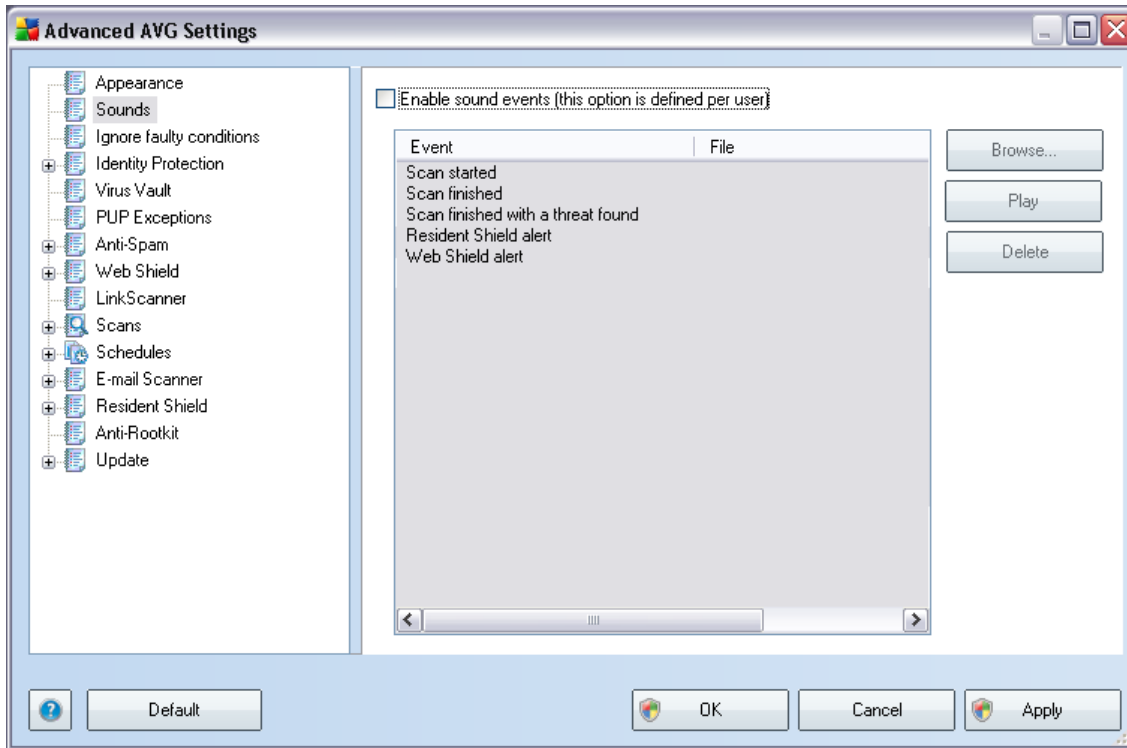 Advanced AVG Settings
Appearance
Sounds
Ignore faulty conditions
Identity Protection
Virus Vault
PUP Exceptions
Anti-Spam
Web Shield
LinkScanner
Scans
Schedules
E-mail Scanner
Resident Shield
Anti-Rootkit
Update
Enable sound events (this option is defined per user)
Event File
Scan started
Scan finished
Scan finished with a threat found
Resident Shield alert
Web Shield alert
Browse...
Play
Delete
Default
OK
Cancel
Apply